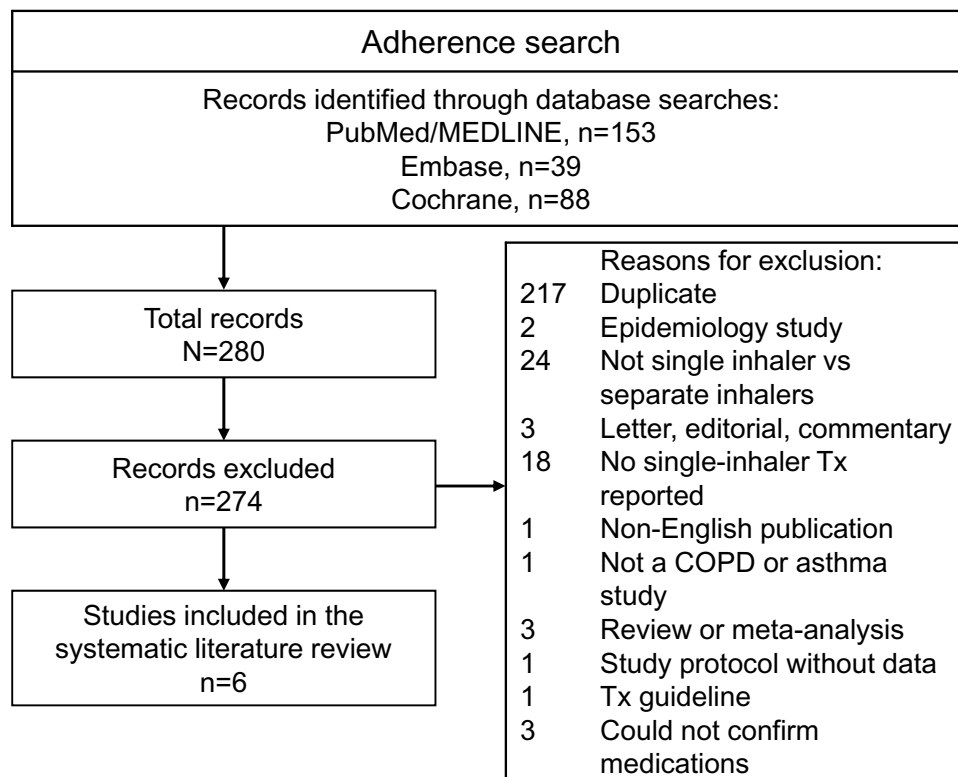 Adherence search
Records identified through database searches:
PubMed/MEDLINE, n=153
Embase, n=39
Cochrane, n=88
Total records
N=280
Records excluded
n=274
Studies included in the
systematic literature review
n=6
Reasons for exclusion:
217 Duplicate
2 Epidemiology study
24 Not single inhaler vs
separate inhalers
3 Letter, editorial, commentary
18 No single-inhaler Tx
reported
1 Non-English publication
1 Not a COPD or asthma
study
3 Review or meta-analysis
1 Study protocol without data
1 Tx guideline
3 Could not confirm
medications